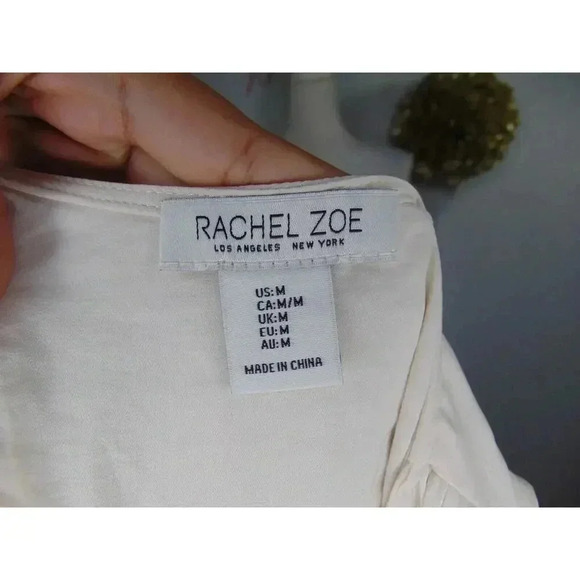 RACHEL ZOE
LOS ANGELES NEW YORK
US:M
CA:M/M
UK:M
EU:M
AU:M
MADE IN CHINA